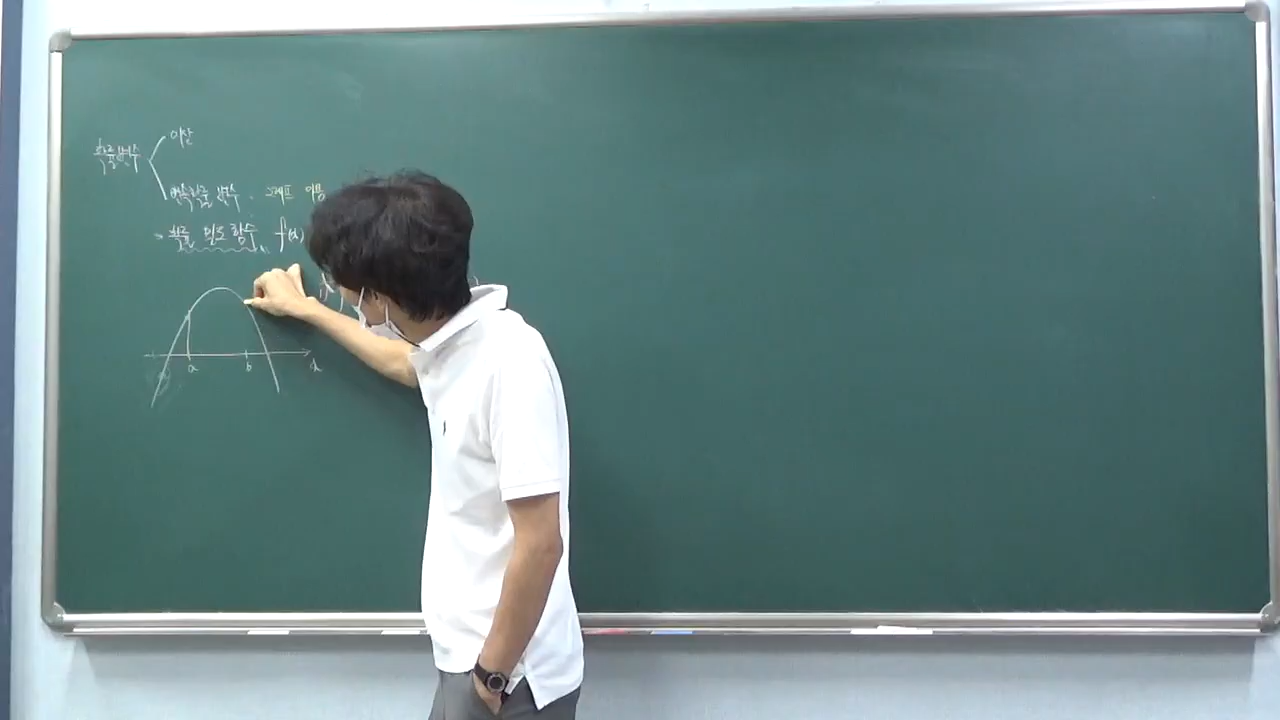 이산
확률변수
연속확률 변수 . 그래프 이용
→ 확률 밀도 함수 f(x)
a b x